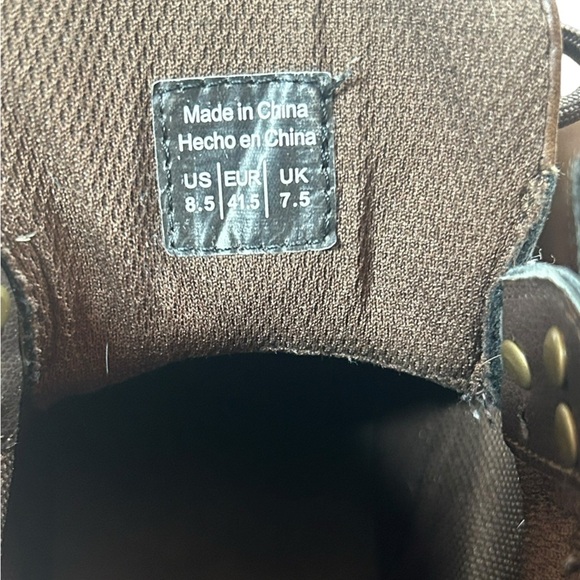 Made in China
Hecho en China
US EUR UK
8.5 41.5 7.5